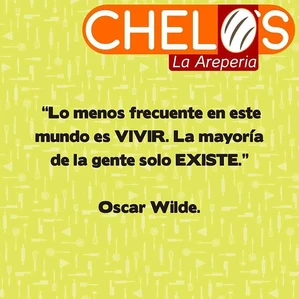 CHELO'S
La Areperia
“Lo menos frecuente en este
mundo es VIVIR. La mayoría
de la gente solo EXISTE.”
Oscar Wilde.